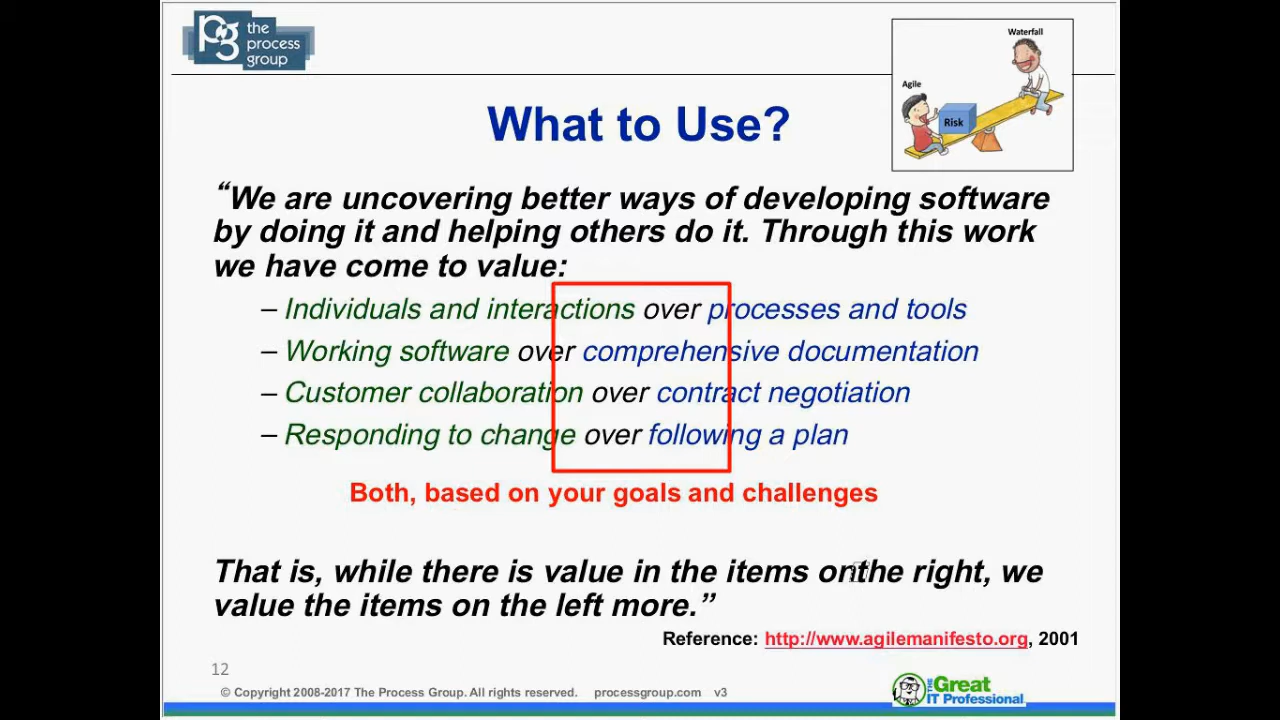 the
process
group
pg
Waterfall
Agile
Risk
What to Use?
“We are uncovering better ways of developing software
by doing it and helping others do it. Through this work
we have come to value:
– Individuals and interactions over processes and tools
– Working software over comprehensive documentation
– Customer collaboration over contract negotiation
– Responding to change over following a plan
Both, based on your goals and challenges
That is, while there is value in the items on the right, we
value the items on the left more.”
Reference: http://www.agilemanifesto.org, 2001
12
© Copyright 2008-2017 The Process Group. All rights reserved. processgroup.com v3
THE Great
IT Professional